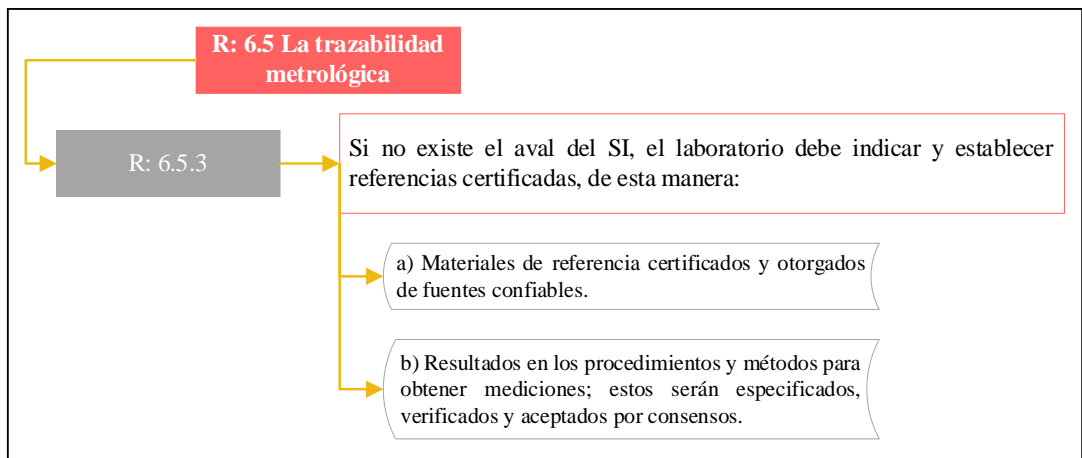 R: 6.5 La trazabilidad
metrológica
R: 6.5.3
Si no existe el aval del SI, el laboratorio debe indicar y establecer
referencias certificadas, de esta manera:
a) Materiales de referencia certificados y otorgados
de fuentes confiables.
b) Resultados en los procedimientos y métodos para
obtener mediciones; estos serán especificados,
verificados y aceptados por consensos.